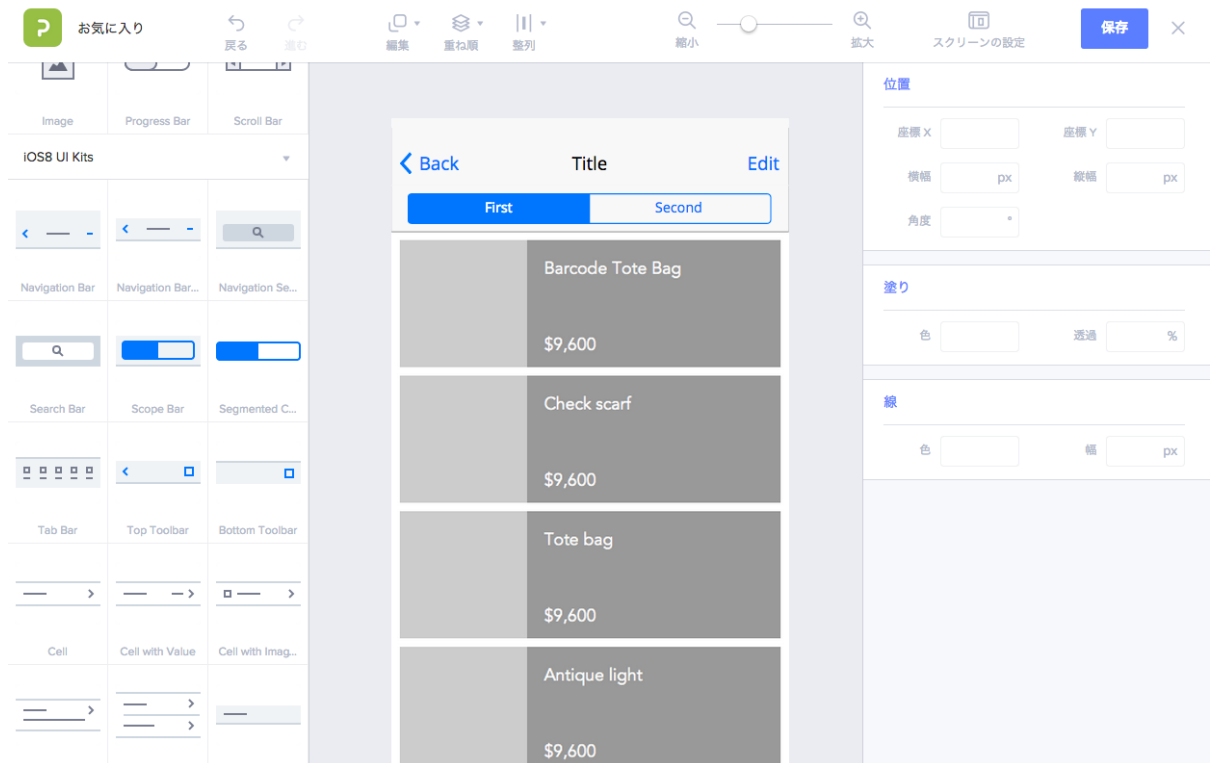 お気に入り
戻る
進む
編集
重ね順
整列
縮小
拡大
スクリーンの設定
保存
Image
Progress Bar
Scroll Bar
iOS8 UI Kits
Navigation Bar
Navigation Bar...
Navigation Se...
Search Bar
Scope Bar
Segmented C...
Tab Bar
Top Toolbar
Bottom Toolbar
Cell
Cell with Value
Cell with Imag...
Back
Title
Edit
First
Second
Barcode Tote Bag
$9,600
Check scarf
$9,600
Tote bag
$9,600
Antique light
$9,600
位置
座標 X
座標 Y
横幅 px
縦幅 px
角度 °
塗り
色
透過 %
線
色
幅 px